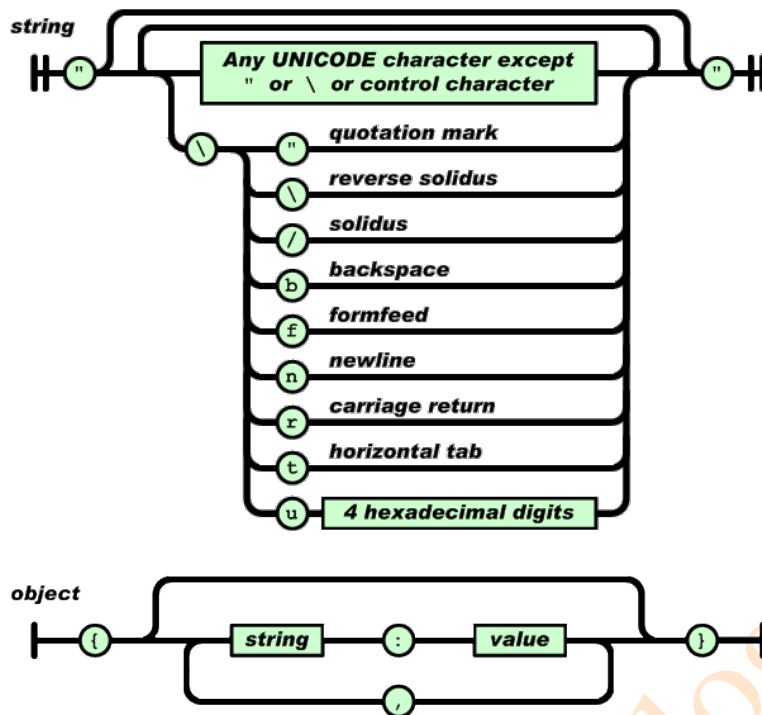 string
"
Any UNICODE character except
" or \ or control character
"
\
" quotation mark
\ reverse solidus
/ solidus
b backspace
f formfeed
n newline
r carriage return
t horizontal tab
u 4 hexadecimal digits
object
{ string : value }
,